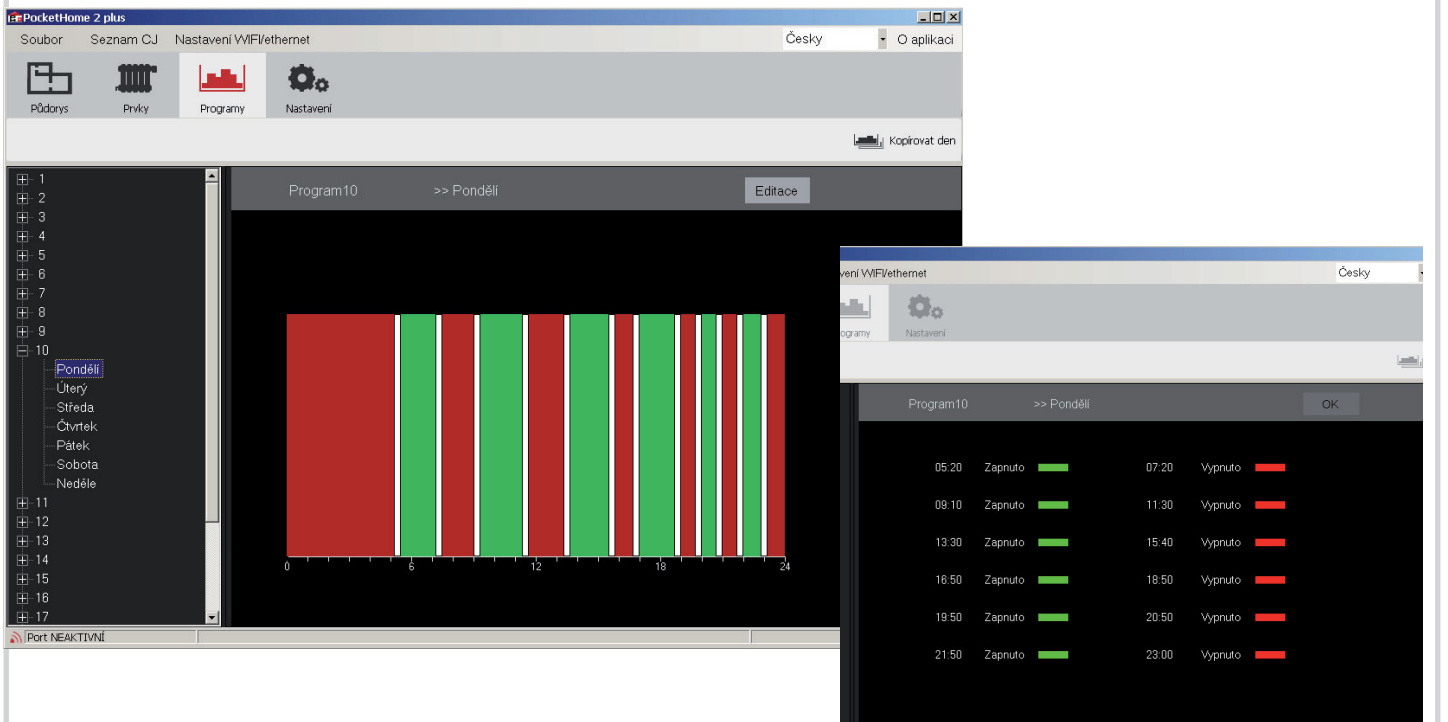 PocketHome 2 plus
Soubor Seznam CJ Nastavení WIFI/ethernet Česky O aplikaci
Půdorys Prvky Programy Nastavení
Kopírovat den
1
2
3
4
5
6
7
8
9
10
Pondělí
Úterý
Středa
Čtvrtek
Pátek
Sobota
Neděle
11
12
13
14
15
16
17
Program10 >> Pondělí Editace
0 6 12 18 24
Port NEAKTIVNÍ
vení WIFI/ethernet Česky
ogramy Nastavení
Program10 >> Pondělí OK
05:20 Zapnuto 07:20 Vypnuto
09:10 Zapnuto 11:30 Vypnuto
13:30 Zapnuto 15:40 Vypnuto
16:50 Zapnuto 18:50 Vypnuto
19:50 Zapnuto 20:50 Vypnuto
21:50 Zapnuto 23:00 Vypnuto